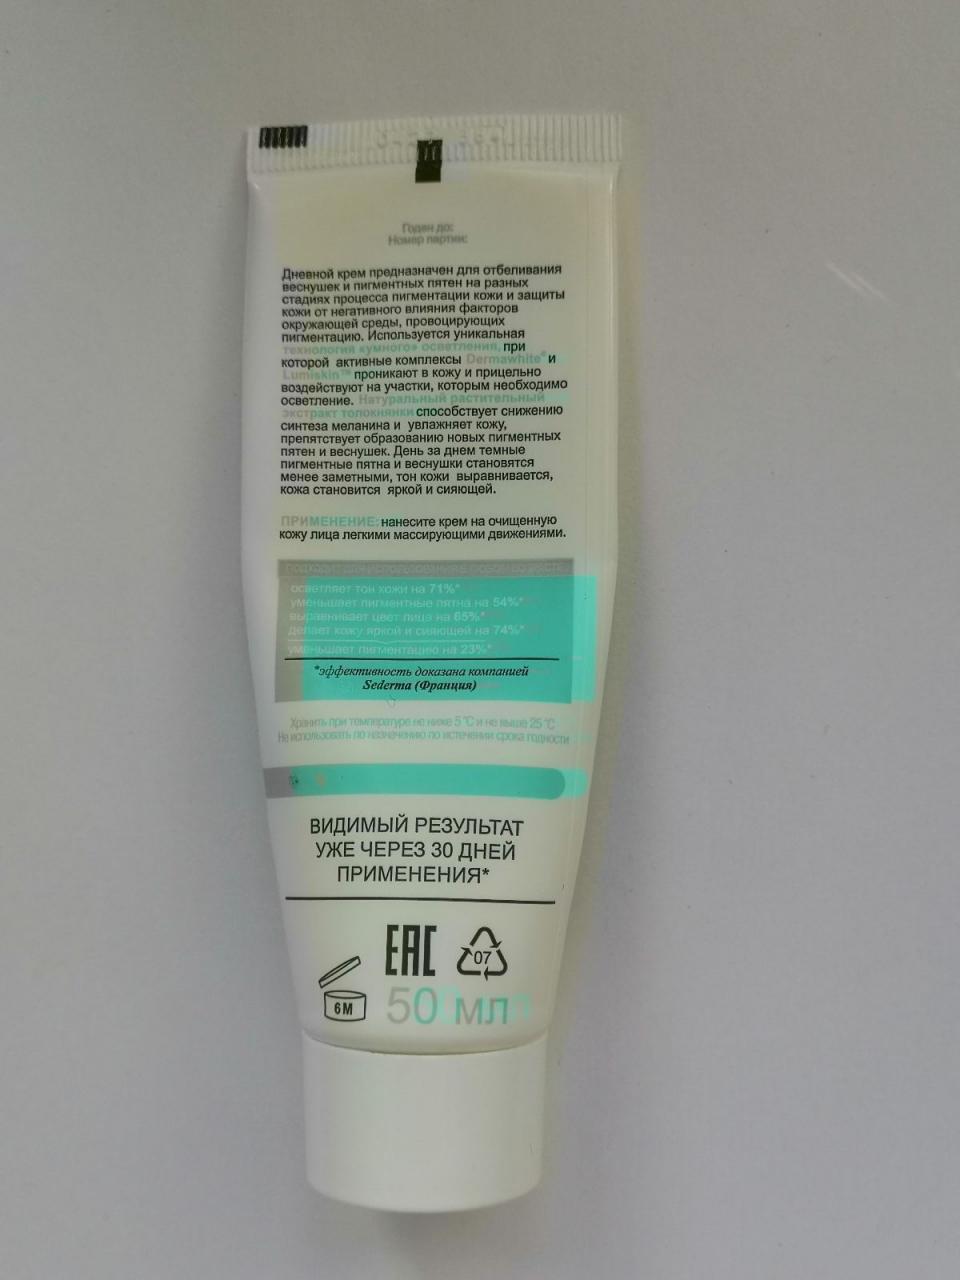 Годен до:
Номер партии:
Дневной крем предназначен для отбеливания
веснушек и пигментных пятен на разных
стадиях процесса пигментации кожи и защиты
кожи от негативного влияния факторов
окружающей среды, провоцирующих
пигментацию. Используется уникальная
технология «умного» осветления, при
которой активные комплексы Dermawhite® и
Lumiskin™ проникают в кожу и прицельно
воздействуют на участки, которым необходимо
осветление. Натуральный растительный
экстракт толокнянки способствует снижению
синтеза меланина и увлажняет кожу,
препятствует образованию новых пигментных
пятен и веснушек. День за днем темные
пигментные пятна и веснушки становятся
менее заметными, тон кожи выравнивается,
кожа становится яркой и сияющей.
ПРИМЕНЕНИЕ: нанесите крем на очищенную
кожу лица легкими массирующими движениями.
ПОДХОДИТ ДЛЯ ИСПОЛЬЗОВАНИЯ В ЛЮБОМ ВОЗРАСТЕ
осветляет тон кожи на 71%*
уменьшает пигментные пятна на 54%*
выравнивает цвет лица на 65%*
делает кожу яркой и сияющей на 74%*
уменьшает пигментацию на 23%*
*эффективность доказана компанией
Sederma (Франция)
Хранить при температуре не ниже 5 °С и не выше 25 °С
Не использовать по назначению по истечении срока годности
ВИДИМЫЙ РЕЗУЛЬТАТ
УЖЕ ЧЕРЕЗ 30 ДНЕЙ
ПРИМЕНЕНИЯ*
ЕАС 07
6M 50 мл